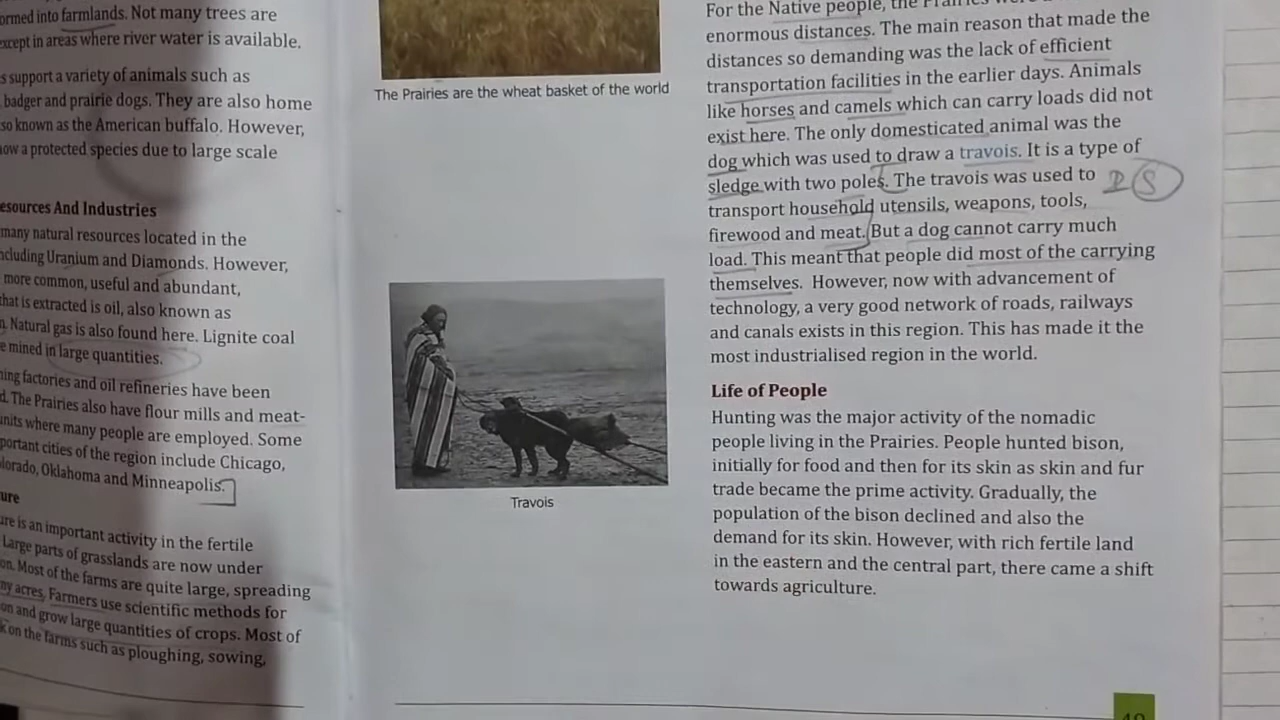 ormed into farmlands. Not many trees are
except in areas where river water is available.
s support a variety of animals such as
badger and prairie dogs. They are also home
so known as the American buffalo. However,
now a protected species due to large scale
esources And Industries
many natural resources located in the
ncluding Uranium and Diamonds. However,
more common, useful and abundant,
that is extracted is oil, also known as
n. Natural gas is also found here. Lignite coal
e mined in large quantities.
ning factories and oil refineries have been
d. The Prairies also have flour mills and meat-
units where many people are employed. Some
portant cities of the region include Chicago,
lorado, Oklahoma and Minneapolis.
ure
ure is an important activity in the fertile
Large parts of grasslands are now under
on. Most of the farms are quite large, spreading
ny acres. Farmers use scientific methods for
on and grow large quantities of crops. Most of
k on the farms such as ploughing, sowing,
The Prairies are the wheat basket of the world
Travois
For the Native people, the Prairies were a
enormous distances. The main reason that made the
distances so demanding was the lack of efficient
transportation facilities in the earlier days. Animals
like horses and camels which can carry loads did not
exist here. The only domesticated animal was the
dog which was used to draw a travois. It is a type of
sledge with two poles. The travois was used to
transport household utensils, weapons, tools,
firewood and meat. But a dog cannot carry much
load. This meant that people did most of the carrying
themselves. However, now with advancement of
technology, a very good network of roads, railways
and canals exists in this region. This has made it the
most industrialised region in the world.
Life of People
Hunting was the major activity of the nomadic
people living in the Prairies. People hunted bison,
initially for food and then for its skin as skin and fur
trade became the prime activity. Gradually, the
population of the bison declined and also the
demand for its skin. However, with rich fertile land
in the eastern and the central part, there came a shift
towards agriculture.